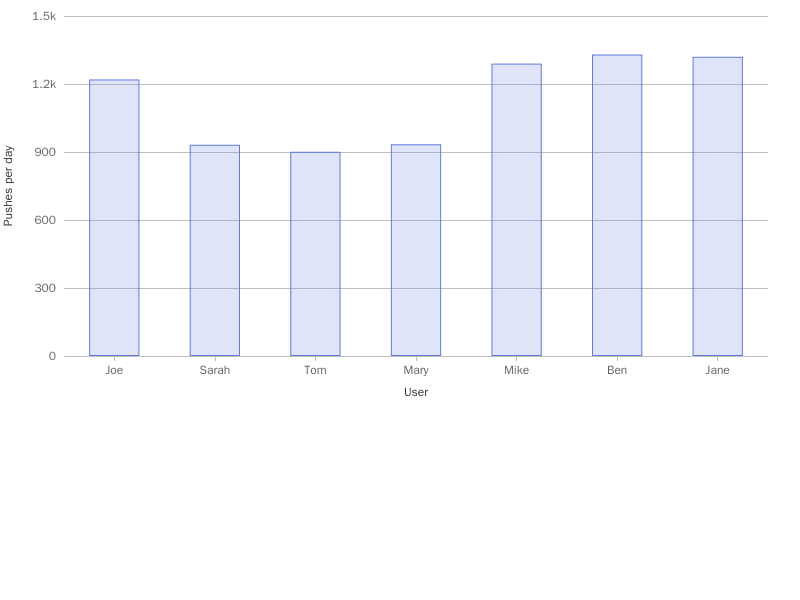 1.5k
1.2k
900
600
300
0
Pushes per day
Joe Sarah Tom Mary Mike Ben Jane
User